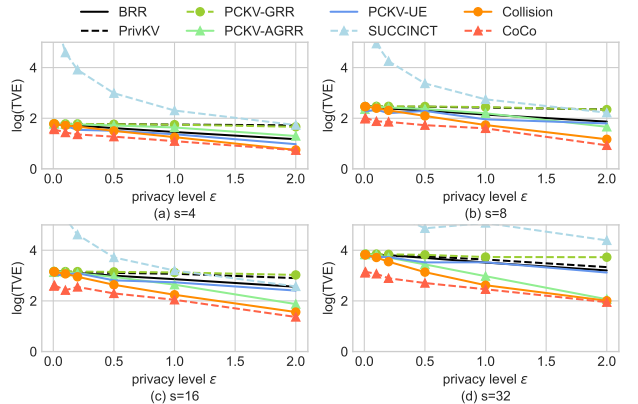 BRR PCKV-GRR PCKV-UE Collision
PrivKV PCKV-AGRR SUCCINCT CoCo
log(TVE)
4
2
0
0.0 0.5 1.0 1.5 2.0
privacy level ε
(a) s=4
log(TVE)
4
2
0
0.0 0.5 1.0 1.5 2.0
privacy level ε
(b) s=8
log(TVE)
4
2
0
0.0 0.5 1.0 1.5 2.0
privacy level ε
(c) s=16
log(TVE)
4
2
0
0.0 0.5 1.0 1.5 2.0
privacy level ε
(d) s=32